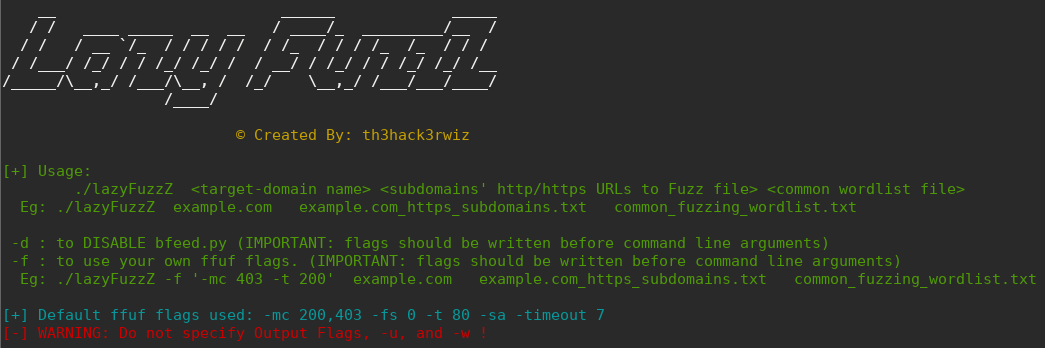 Lazy FuzzZ
© Created By: th3hack3rwiz
[+] Usage:
./lazyFuzzZ <target-domain name> <subdomains' http/https URLs to Fuzz file> <common wordlist file>
Eg: ./lazyFuzzZ example.com example.com_https_subdomains.txt common_fuzzing_wordlist.txt
-d : to DISABLE bfeed.py (IMPORTANT: flags should be written before command line arguments)
-f : to use your own ffuf flags. (IMPORTANT: flags should be written before command line arguments)
Eg: ./lazyFuzzZ -f '-mc 403 -t 200' example.com example.com_https_subdomains.txt common_fuzzing_wordlist.txt
[+] Default ffuf flags used: -mc 200,403 -fs 0 -t 80 -sa -timeout 7
[-] WARNING: Do not specify Output Flags, -u, and -w !